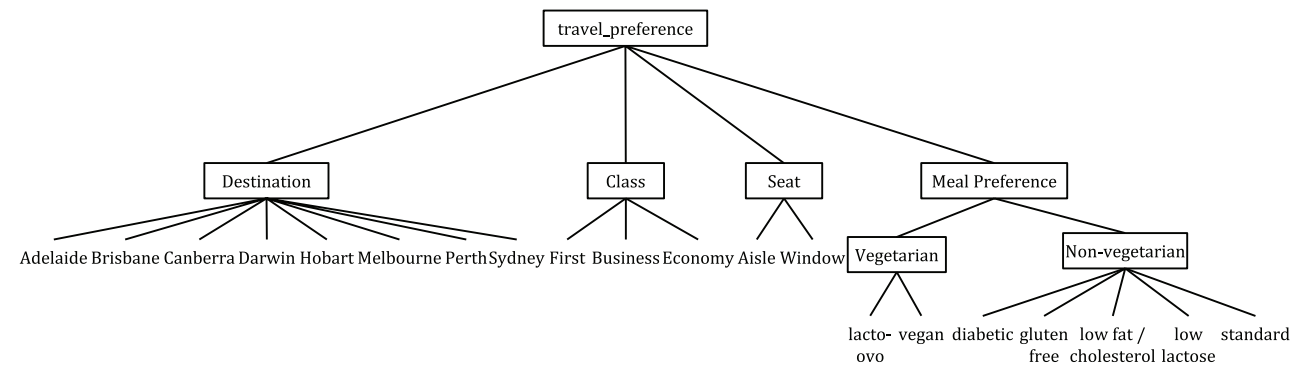 travel_preference
Destination Class Seat Meal Preference
Adelaide Brisbane Canberra Darwin Hobart Melbourne Perth Sydney First Business Economy Aisle Window Vegetarian Non-vegetarian
lacto- vegan diabetic gluten low fat / low standard
ovo free cholesterol lactose